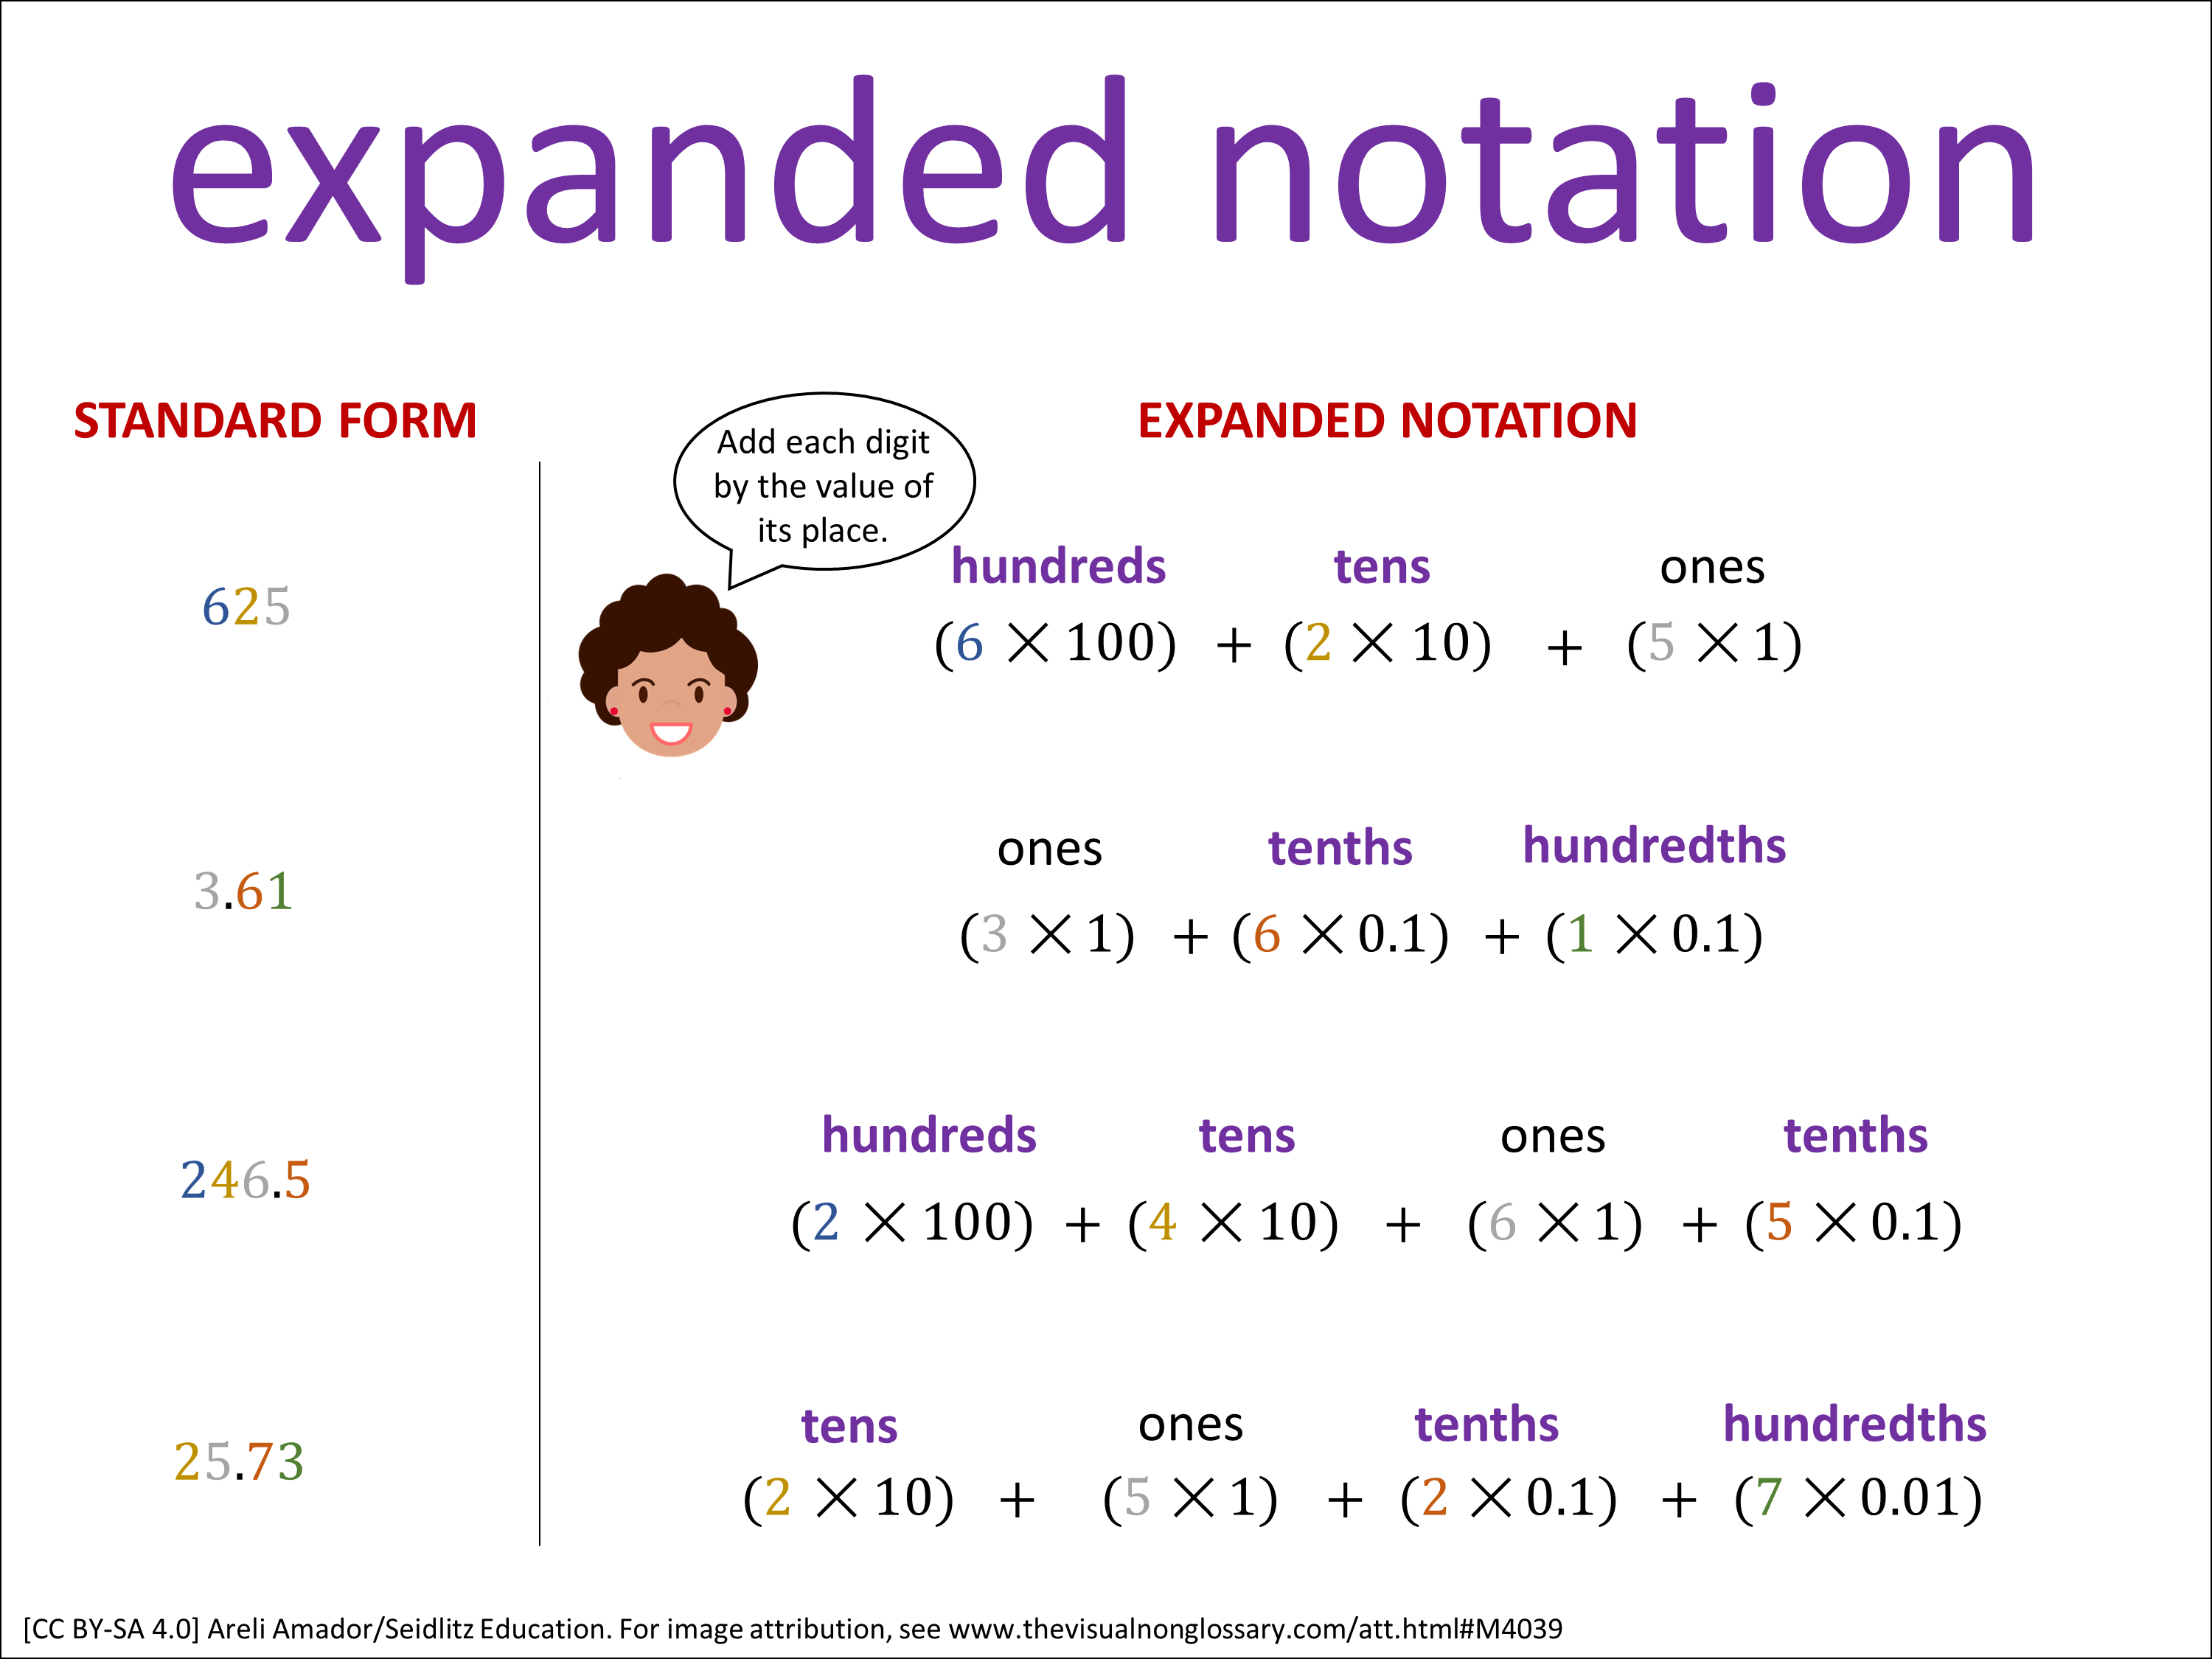 expanded notation
STANDARD FORM
EXPANDED NOTATION
Add each digit
by the value of
its place.
hundreds tens ones
625
(6 × 100) + (2 × 10) + (5 × 1)
ones tenths hundredths
3.61
(3 × 1) + (6 × 0.1) + (1 × 0.1)
hundreds tens ones tenths
246.5
(2 × 100) + (4 × 10) + (6 × 1) + (5 × 0.1)
tens ones tenths hundredths
25.73
(2 × 10) + (5 × 1) + (2 × 0.1) + (7 × 0.01)
[CC BY-SA 4.0] Areli Amador/Seidlitz Education. For image attribution, see www.thevisualnonglossary.com/att.html#M4039